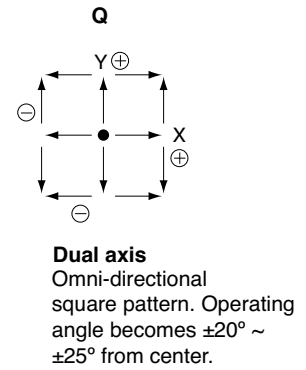 Q
Y ⊕
⊖
X
⊕
⊖
Dual axis
Omni-directional
square pattern. Operating
angle becomes ±20º ~
±25º from center.